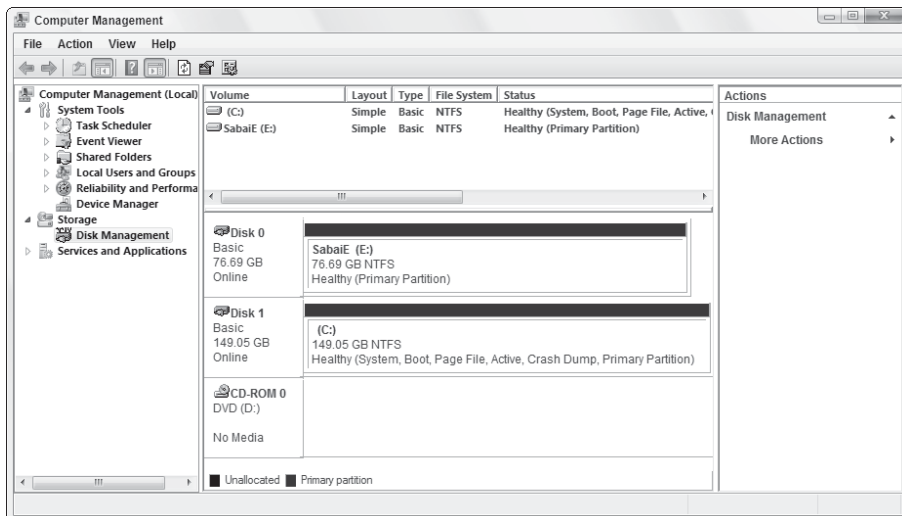 Computer Management
File Action View Help
Computer Management (Local)
System Tools
Task Scheduler
Event Viewer
Shared Folders
Local Users and Groups
Reliability and Performa
Device Manager
Storage
Disk Management
Services and Applications
Volume Layout Type File System Status
(C:) Simple Basic NTFS Healthy (System, Boot, Page File, Active,
SabaiE (E:) Simple Basic NTFS Healthy (Primary Partition)
Disk 0
Basic
76.69 GB
Online
SabaiE (E:)
76.69 GB NTFS
Healthy (Primary Partition)
Disk 1
Basic
149.05 GB
Online
(C:)
149.05 GB NTFS
Healthy (System, Boot, Page File, Active, Crash Dump, Primary Partition)
CD-ROM 0
DVD (D:)
No Media
Unallocated Primary partition
Actions
Disk Management
More Actions